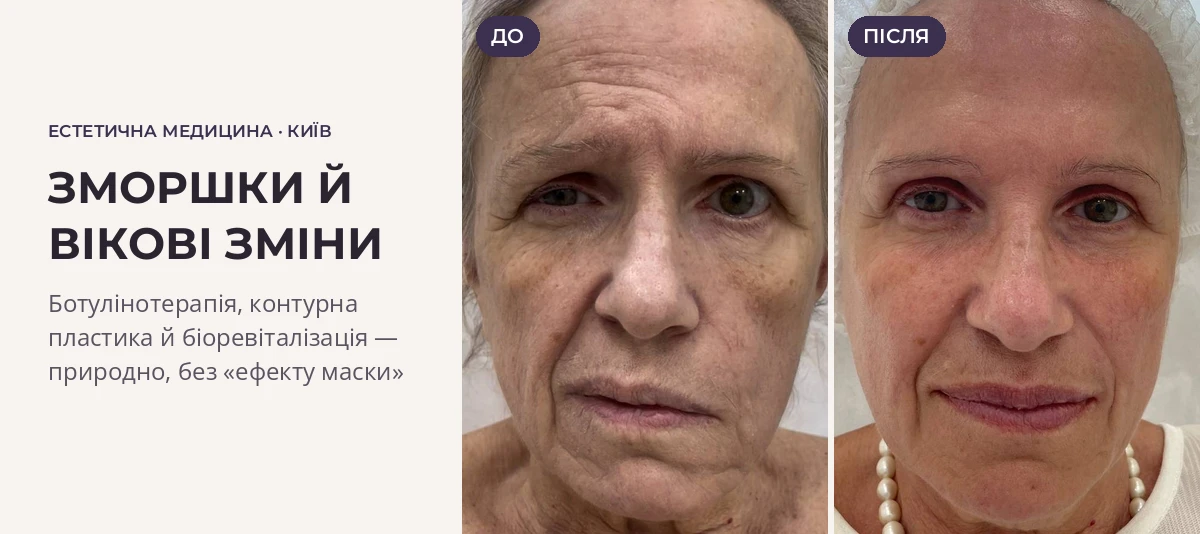 ЕСТЕТИЧНА МЕДИЦИНА · КИЇВ
ЗМОРШКИ Й
ВІКОВІ ЗМІНИ
Ботулінотерапія, контурна
пластика й біоревіталізація —
природно, без «ефекту маски»
ДО
ПІСЛЯ